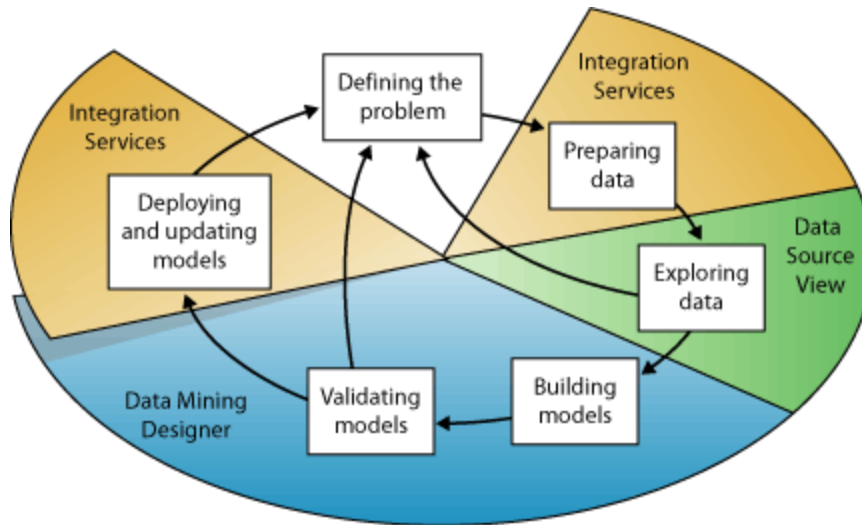 Defining the
problem
Integration
Services
Preparing
data
Data
Source
View
Exploring
data
Building
models
Validating
models
Data Mining
Designer
Deploying
and updating
models
Integration
Services